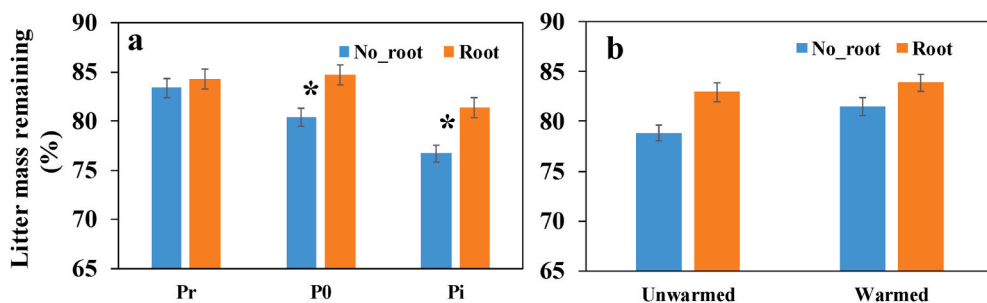 Litter mass remaining
(%)
90
85
80
75
70
65
a
No_root
Root
*
*
Pr
P0
Pi
90
85
80
75
70
65
b
No_root
Root
Unwarmed
Warmed